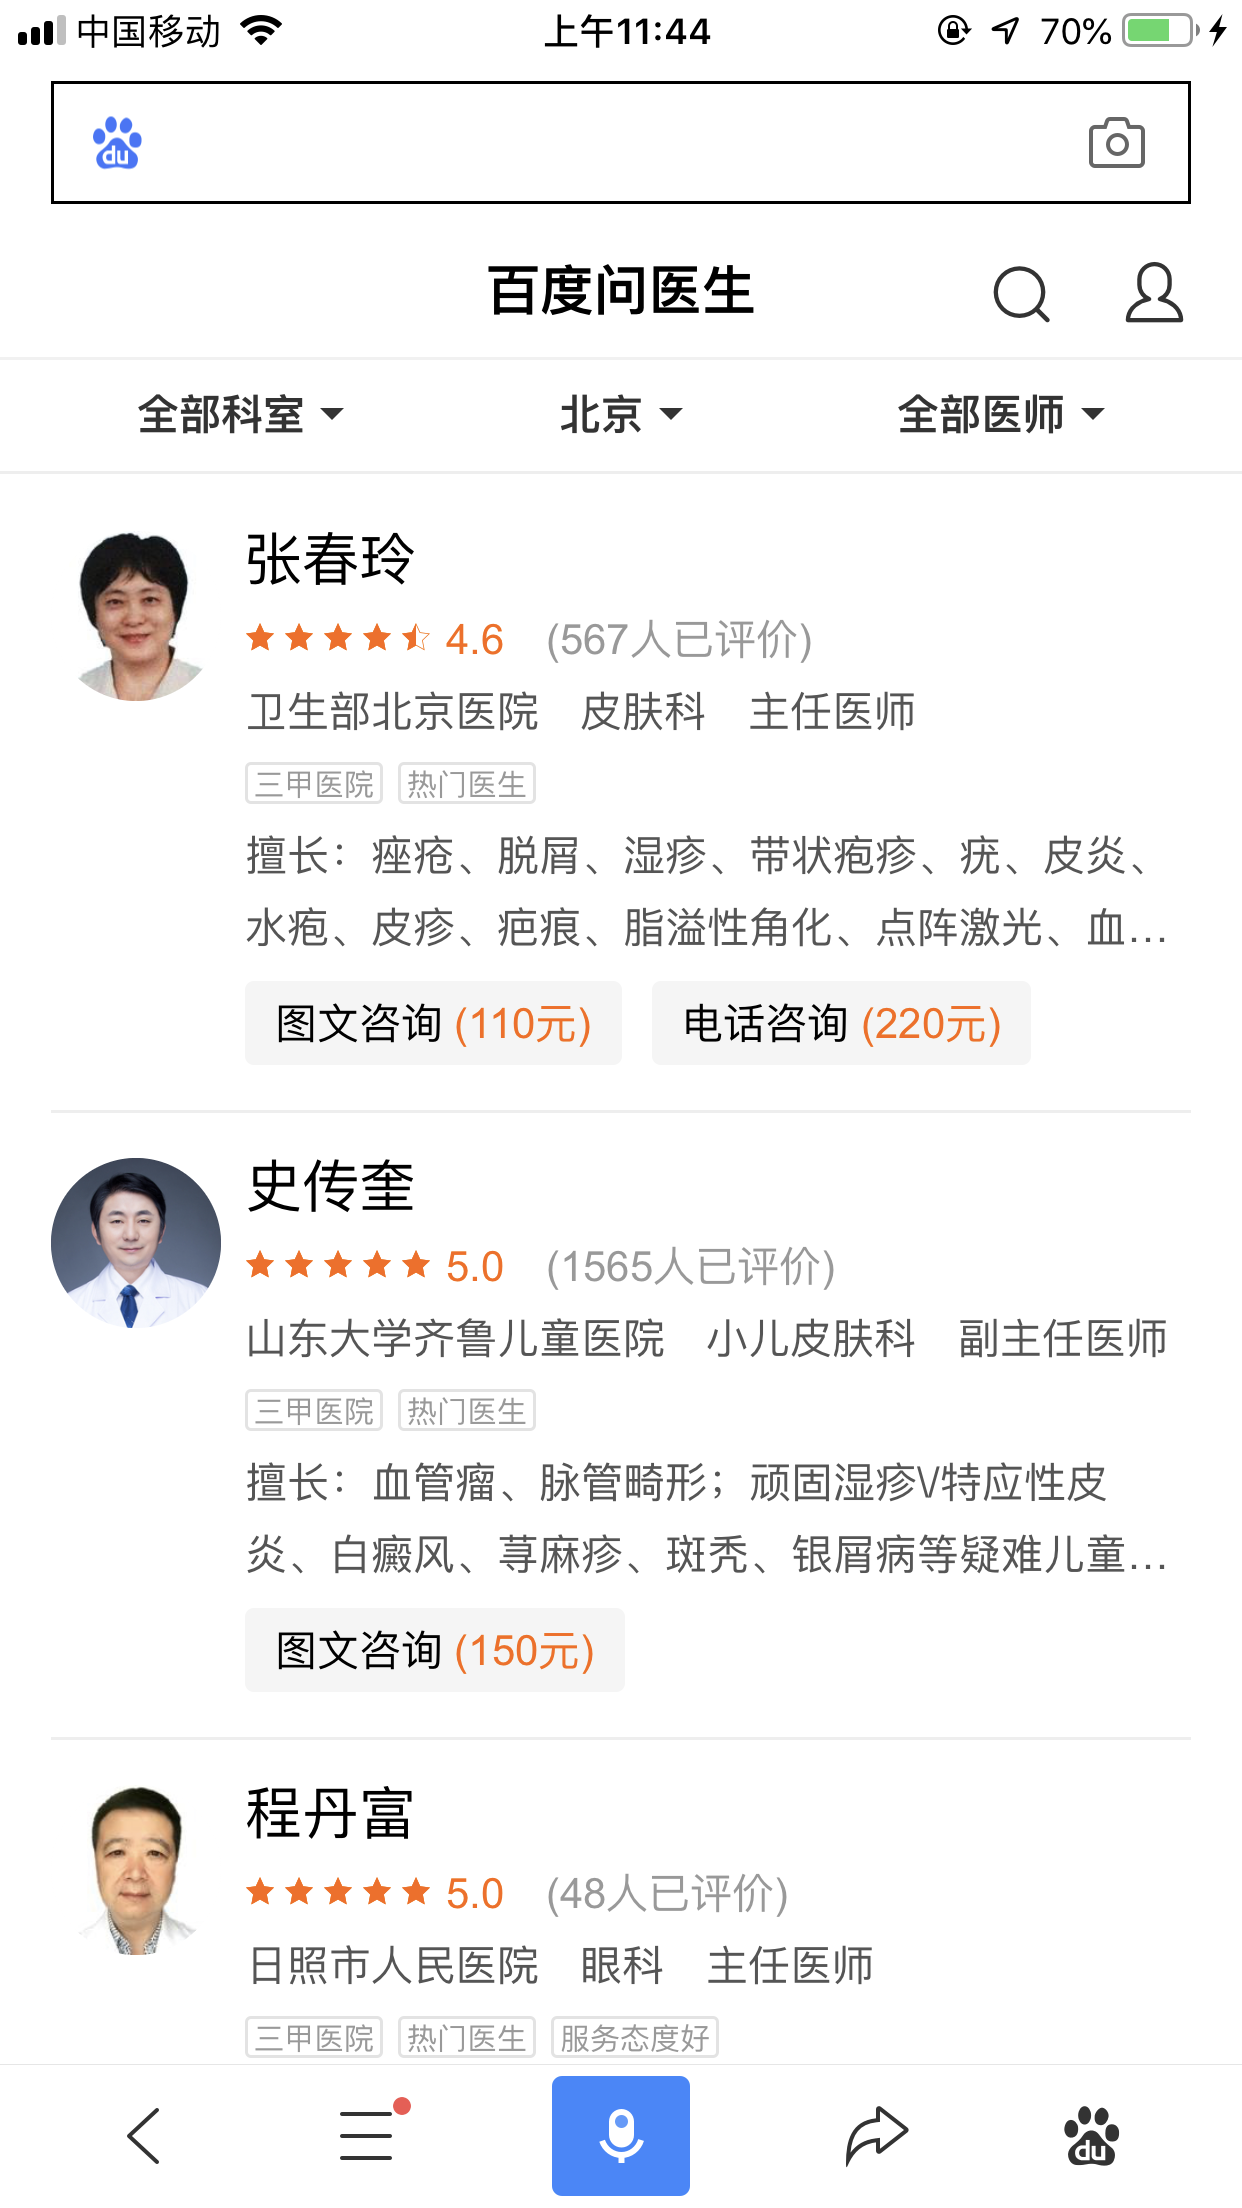 中国移动 上午11:44 70%
du
百度问医生
全部科室 北京 全部医师
张春玲
4.6 (567人已评价)
卫生部北京医院 皮肤科 主任医师
三甲医院 热门医生
擅长：痤疮、脱屑、湿疹、带状疱疹、疣、皮炎、
水疱、皮疹、疤痕、脂溢性角化、点阵激光、血...
图文咨询 (110元) 电话咨询 (220元)
史传奎
5.0 (1565人已评价)
山东大学齐鲁儿童医院 小儿皮肤科 副主任医师
三甲医院 热门医生
擅长：血管瘤、脉管畸形；顽固湿疹\/特应性皮
炎、白癜风、荨麻疹、斑秃、银屑病等疑难儿童...
图文咨询 (150元)
程丹富
5.0 (48人已评价)
日照市人民医院 眼科 主任医师
三甲医院 热门医生 服务态度好
du